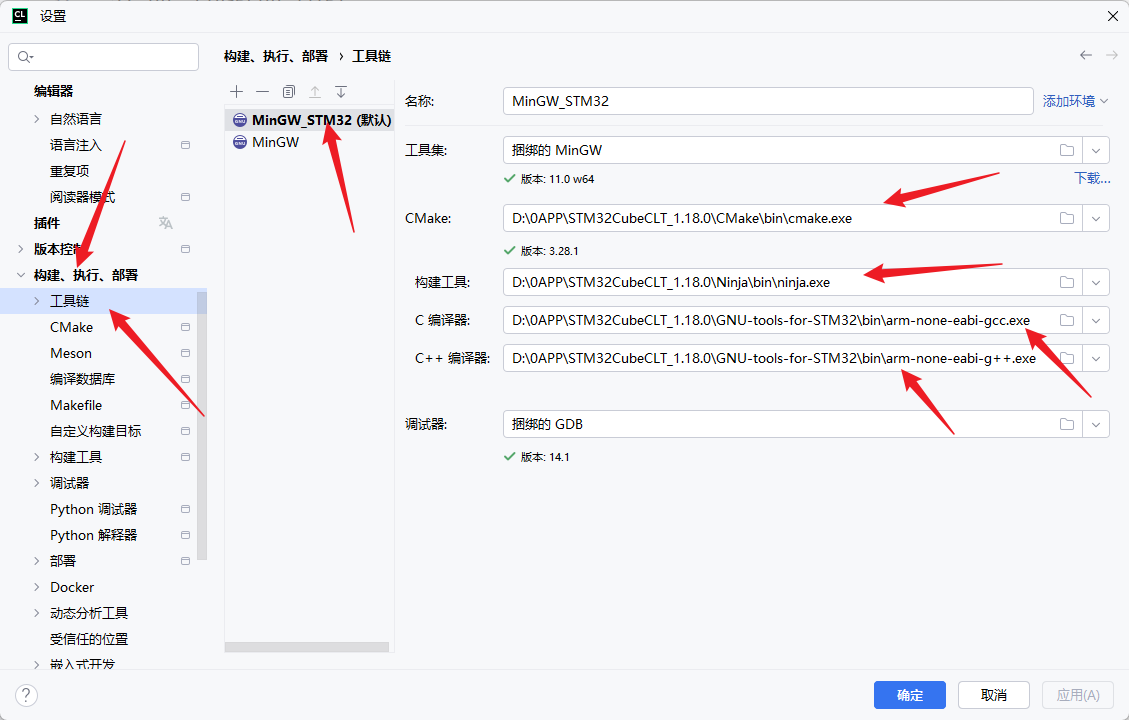 CL 设置
构建、执行、部署 › 工具链
编辑器
自然语言
语言注入
重复项
阅读器模式
插件
版本控制
构建、执行、部署
工具链
CMake
Meson
编译数据库
Makefile
自定义构建目标
构建工具
调试器
Python 调试器
Python 解释器
部署
Docker
动态分析工具
受信任的位置
嵌入式开发
MinGW_STM32 (默认)
MinGW
名称: MinGW_STM32 添加环境
工具集: 捆绑的 MinGW
版本: 11.0 w64 下载...
CMake: D:\0APP\STM32CubeCLT_1.18.0\CMake\bin\cmake.exe
版本: 3.28.1
构建工具: D:\0APP\STM32CubeCLT_1.18.0\Ninja\bin\ninja.exe
C 编译器: D:\0APP\STM32CubeCLT_1.18.0\GNU-tools-for-STM32\bin\arm-none-eabi-gcc.exe
C++ 编译器: D:\0APP\STM32CubeCLT_1.18.0\GNU-tools-for-STM32\bin\arm-none-eabi-g++.exe
调试器: 捆绑的 GDB
版本: 14.1
? 确定 取消 应用(A)